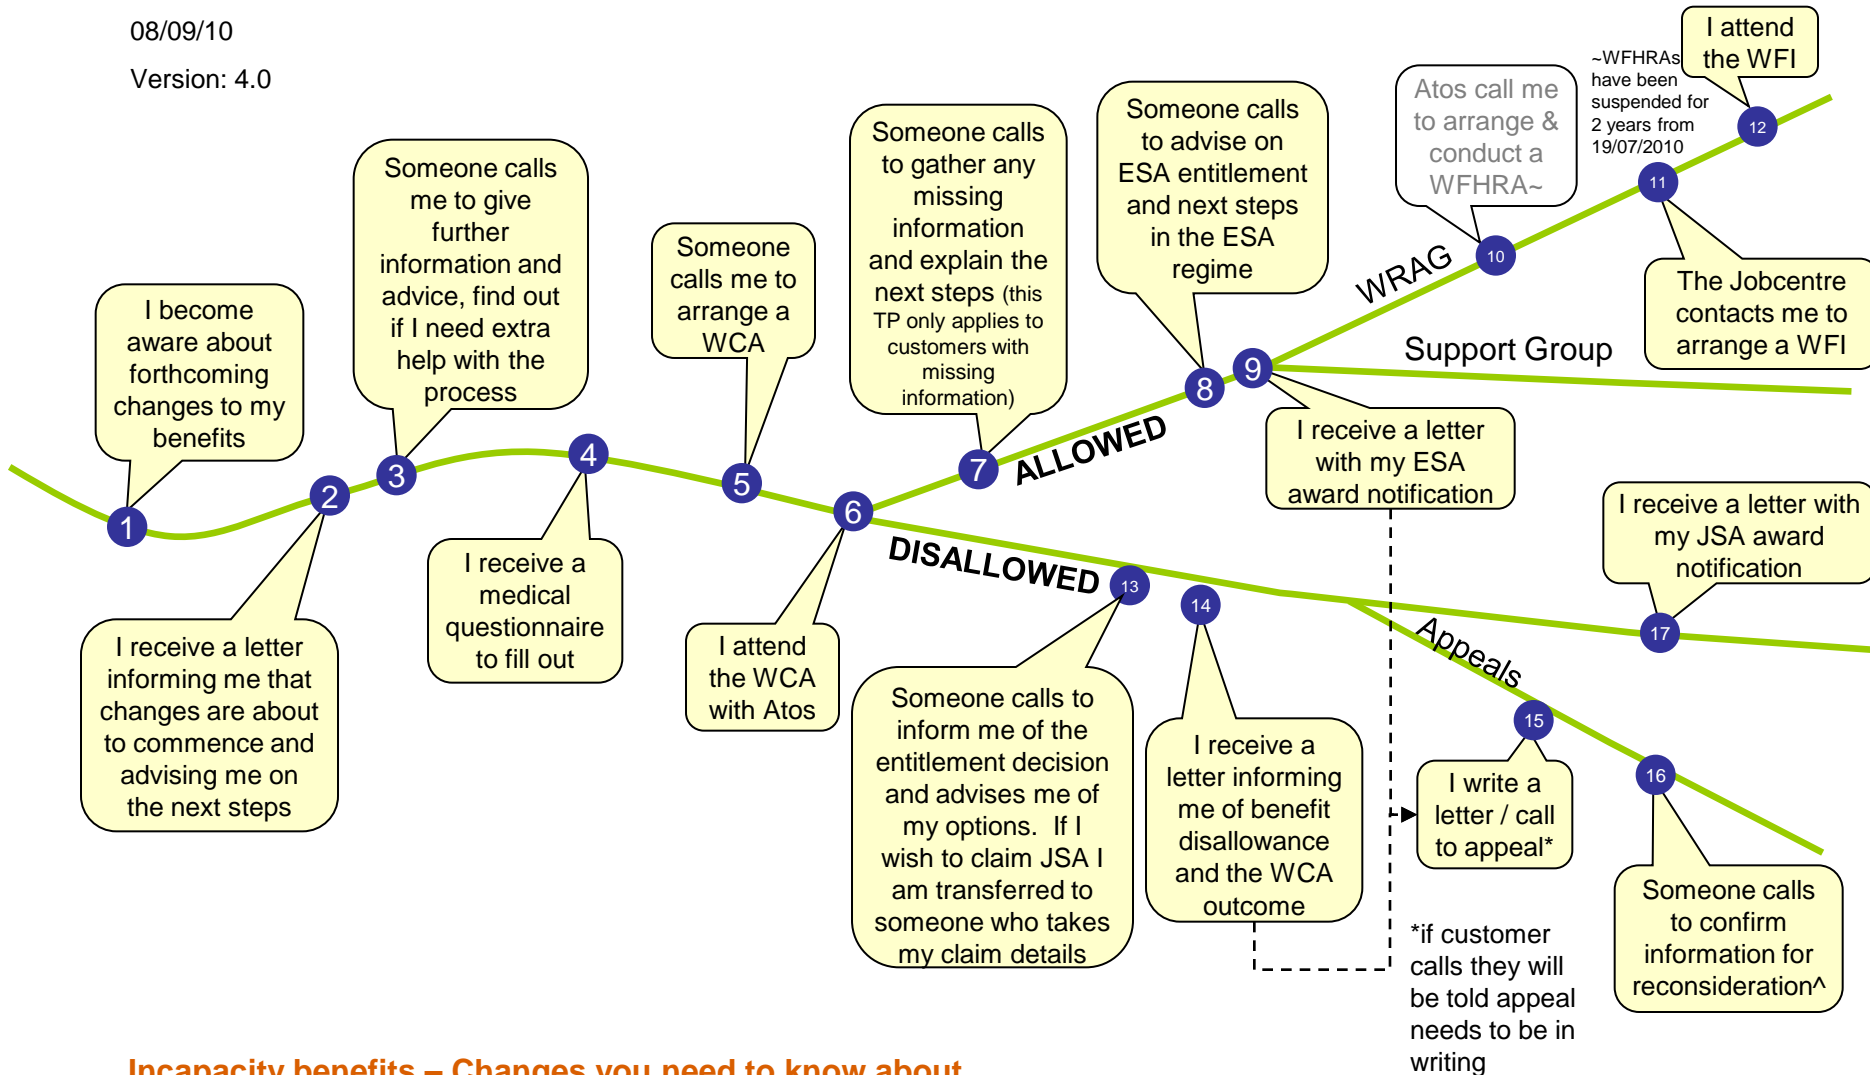 08/09/10
Version: 4.0
I become
aware about
forthcoming
changes to my
benefits
1
I receive a letter
informing me that
changes are about
to commence and
advising me on
the next steps
2
Someone calls
me to give
further
information and
advice, find out
if I need extra
help with the
process
3
I receive a
medical
questionnaire
to fill out
4
Someone
calls me to
arrange a
WCA
5
I attend
the WCA
with Atos
6
Someone calls
to gather any
missing
information
and explain the
next steps (this
TP only applies to
customers with
missing
information)
7
ALLOWED
Someone calls
to advise on
ESA entitlement
and next steps
in the ESA
regime
8
9
I receive a letter
with my ESA
award notification
WRAG
Atos call me
to arrange &
conduct a
WFHRA~
10
~WFHRAs
have been
suspended for
2 years from
19/07/2010
11
The Jobcentre
contacts me to
arrange a WFI
I attend
the WFI
12
Support Group
DISALLOWED
13
Someone calls to
inform me of the
entitlement decision
and advises me of
my options. If I
wish to claim JSA I
am transferred to
someone who takes
my claim details
14
I receive a
letter informing
me of benefit
disallowance
and the WCA
outcome
Appeals
15
I write a
letter / call
to appeal*
*if customer
calls they will
be told appeal
needs to be in
writing
16
Someone calls
to confirm
information for
reconsideration^
I receive a letter with
my JSA award
notification
17
Incapacity benefits – Changes you need to know about